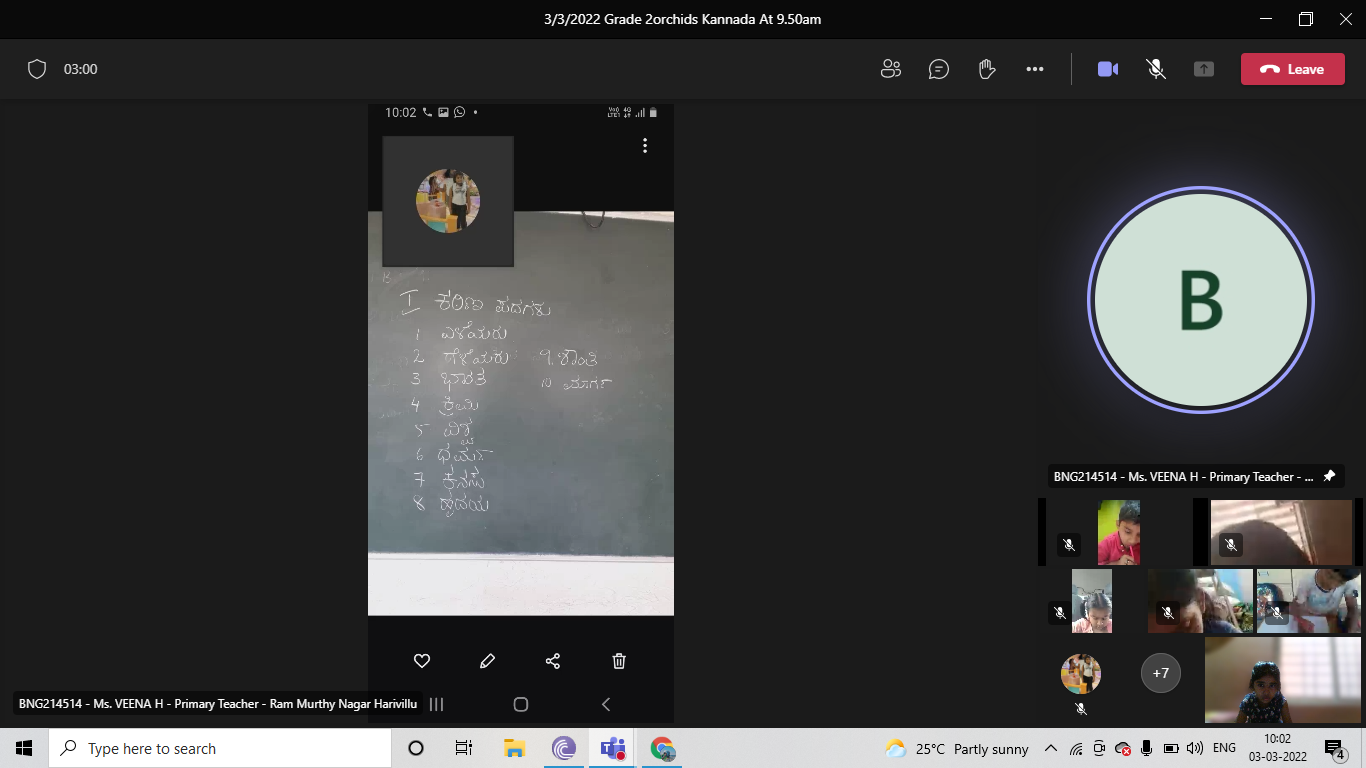 3/3/2022 Grade 2orchids Kannada At 9.50am
03:00
Leave
10:02
I ಕಠಿಣ ಪದಗಳು
1 ಎಳೆಯರು
2 ಗೆಳೆಯರು 9. ಶಾಂತಿ
3 ಭಾರತ 10 ಮಾರ್ಗ
4 ಕ್ರಿಮಿ
5 ವಿಶ್ವ
6 ಧರ್ಮ
7 ಕನಸು
8 ಹೃದಯ
B
BNG214514 - Ms. VEENA H - Primary Teacher - ...
+7
BNG214514 - Ms. VEENA H - Primary Teacher - Ram Murthy Nagar Harivillu
Type here to search
25°C Partly sunny
ENG
10:02
03-03-2022
4